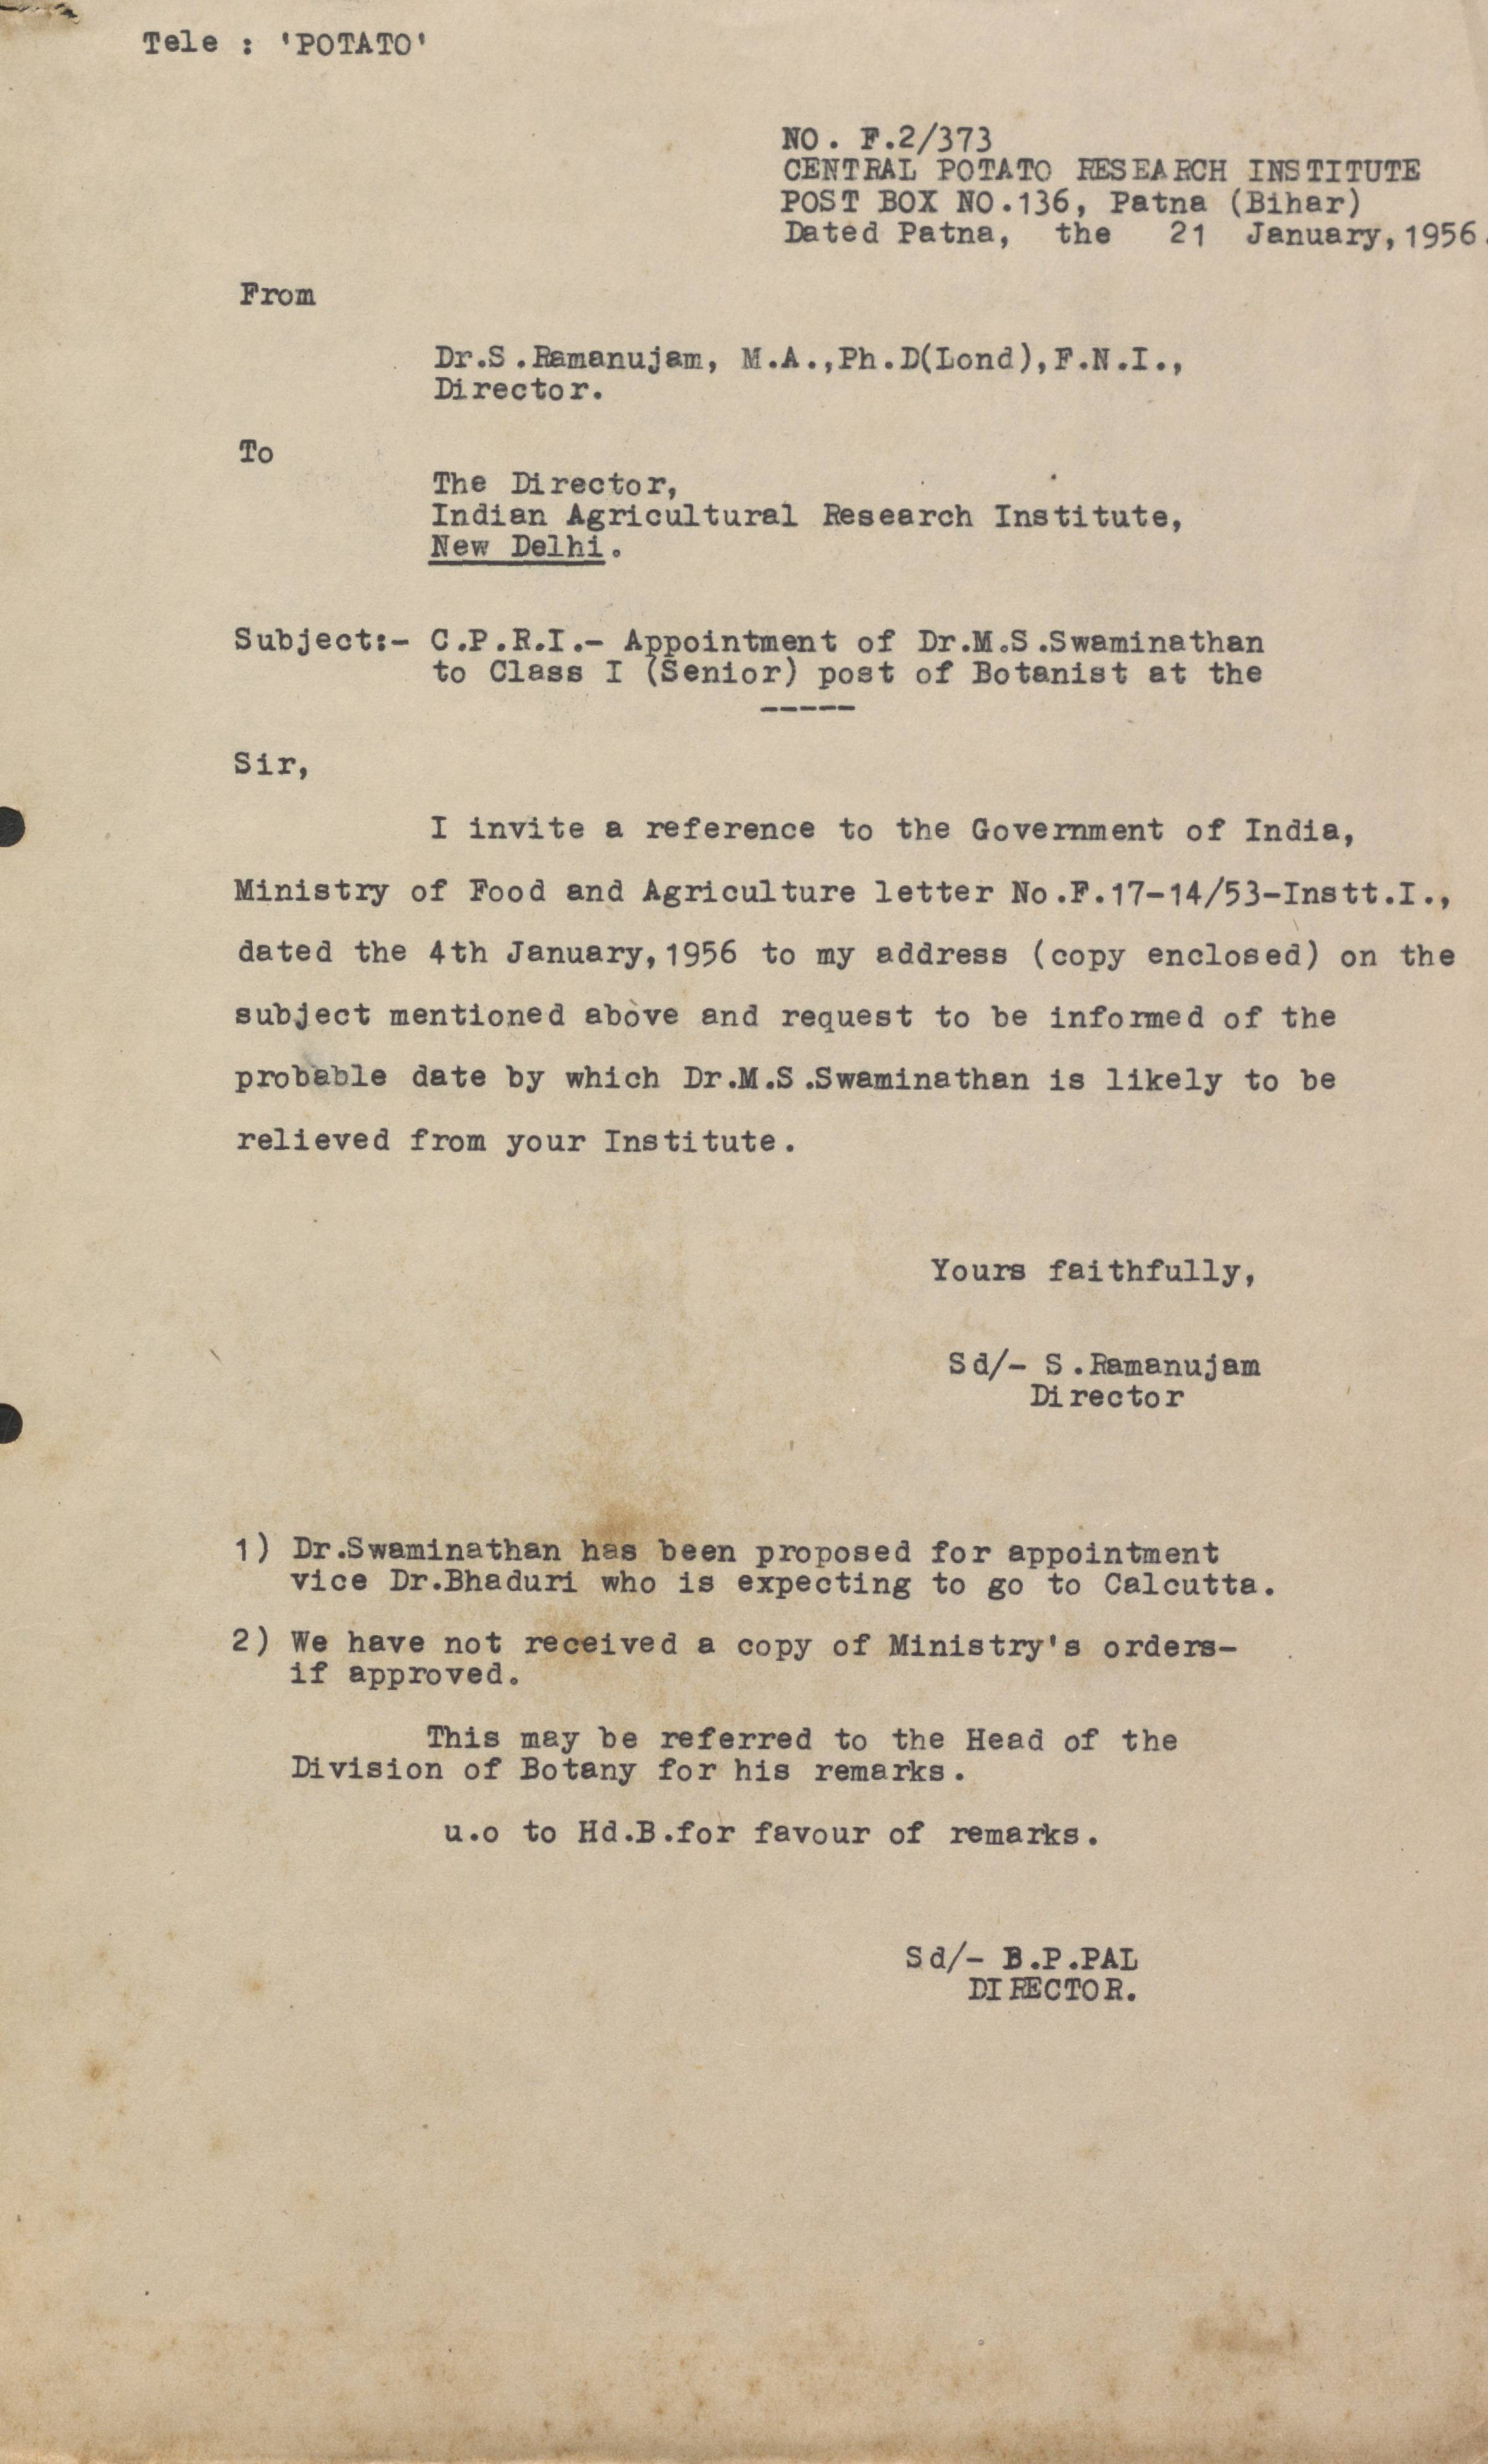 Tele : 'POTATO'
NO. F.2/373
CENTRAL POTATO RESEARCH INSTITUTE
POST BOX NO.136, Patna (Bihar)
Dated Patna, the 21 January,1956.
From
Dr.S.Ramanujam, M.A.,Ph.D(Lond),F.N.I.,
Director.
To
The Director,
Indian Agricultural Research Institute,
New Delhi.
Subject:- C.P.R.I.- Appointment of Dr.M.S.Swaminathan
to Class I (Senior) post of Botanist at the
-----
Sir,
I invite a reference to the Government of India,
Ministry of Food and Agriculture letter No.F.17-14/53-Instt.I.,
dated the 4th January,1956 to my address (copy enclosed) on the
subject mentioned above and request to be informed of the
probable date by which Dr.M.S.Swaminathan is likely to be
relieved from your Institute.
Yours faithfully,
Sd/- S.Ramanujam
Director
1) Dr.Swaminathan has been proposed for appointment
vice Dr.Bhaduri who is expecting to go to Calcutta.
2) We have not received a copy of Ministry's orders-
if approved.
This may be referred to the Head of the
Division of Botany for his remarks.
u.o to Hd.B.for favour of remarks.
Sd/- B.P.PAL
DIRECTOR.